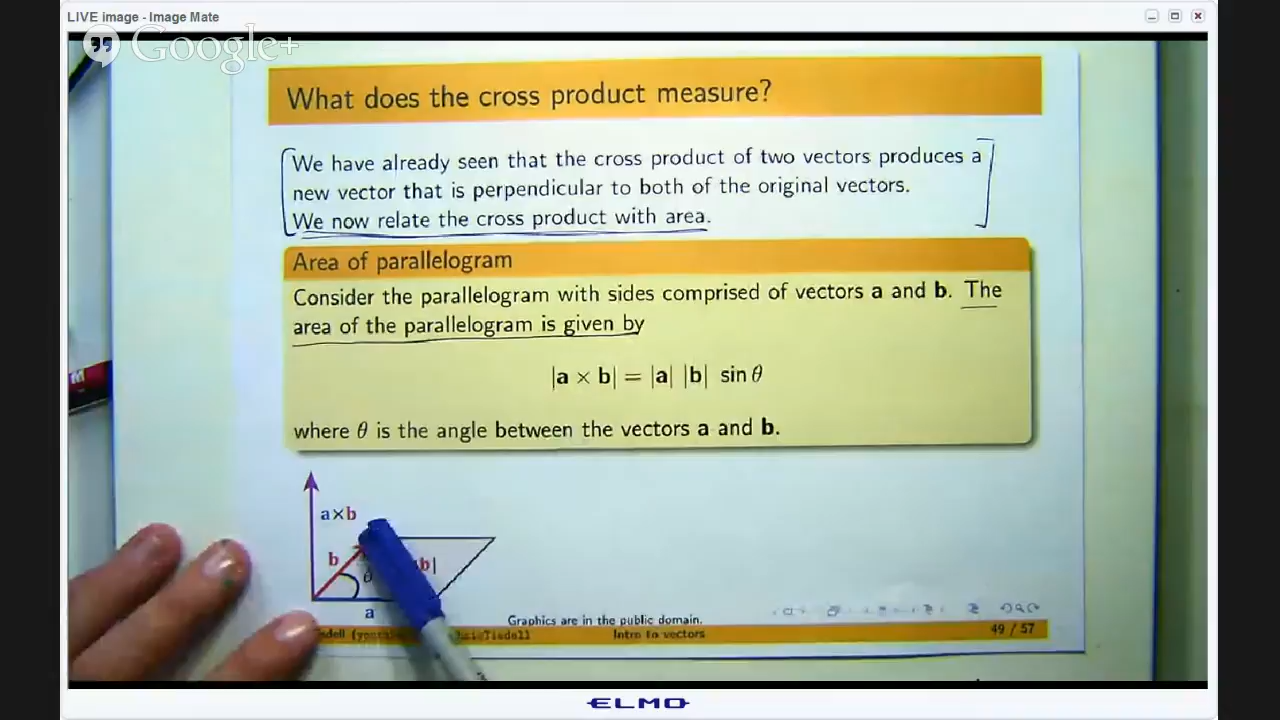 LIVE image - Image Mate
Google+
What does the cross product measure?
We have already seen that the cross product of two vectors produces a
new vector that is perpendicular to both of the original vectors.
We now relate the cross product with area.
Area of parallelogram
Consider the parallelogram with sides comprised of vectors a and b. The
area of the parallelogram is given by
|a × b| = |a| |b| sin θ
where θ is the angle between the vectors a and b.
a×b
b
θ
b|
a
Graphics are in the public domain.
Intro to vectors
49 / 57
ELMO